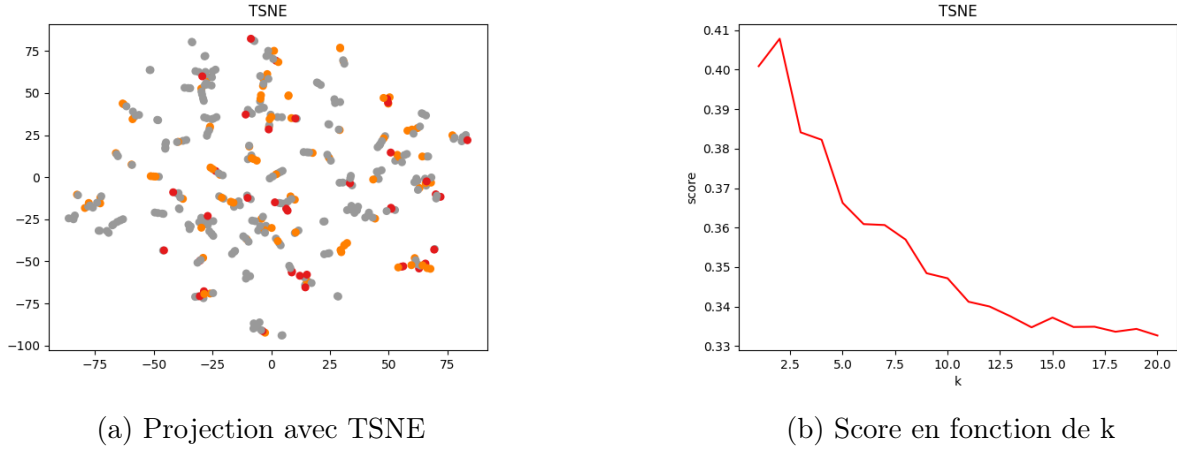 TSNE
75
50
25
0
−25
−50
−75
−100
−75 −50 −25 0 25 50 75
(a) Projection avec TSNE
TSNE
0.41
0.40
0.39
0.38
0.37
0.36
0.35
0.34
0.33
score
2.5 5.0 7.5 10.0 12.5 15.0 17.5 20.0
k
(b) Score en fonction de k